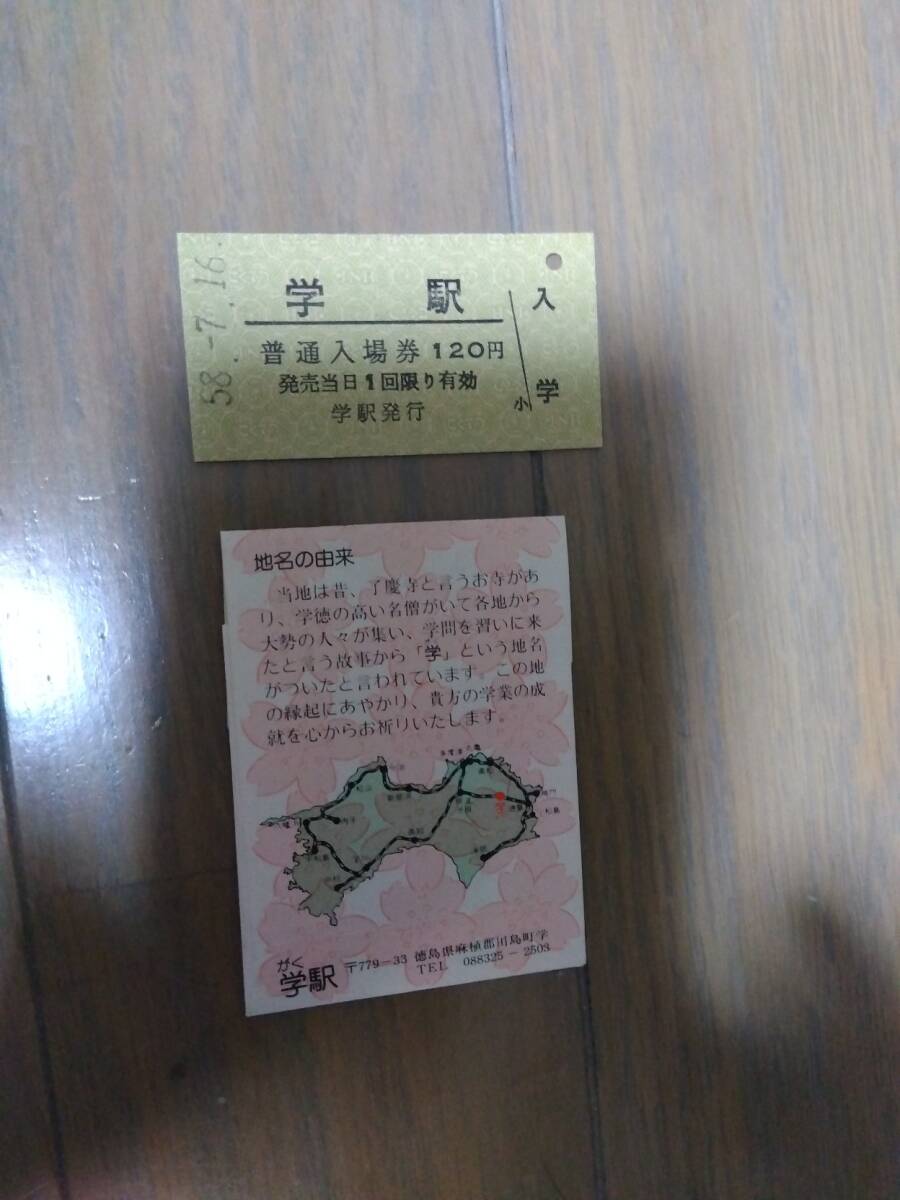 58.-7.16.
学駅
普通入場券 120円
発売当日1回限り有効
学駅発行
入
学
小
地名の由来
当地は昔、了慶寺と言うお寺があ
り、学徳の高い名僧がいて各地から
大勢の人々が集い、学問を習いに来
たと言う故事から「学」という地名
がついたと言われています。この地
の縁起にあやかり、貴方の学業の成
就を心からお祈りいたします。
松山
高知
学
がく
学駅
〒779-33 徳島県麻植郡川島町学
TEL 088325-2503